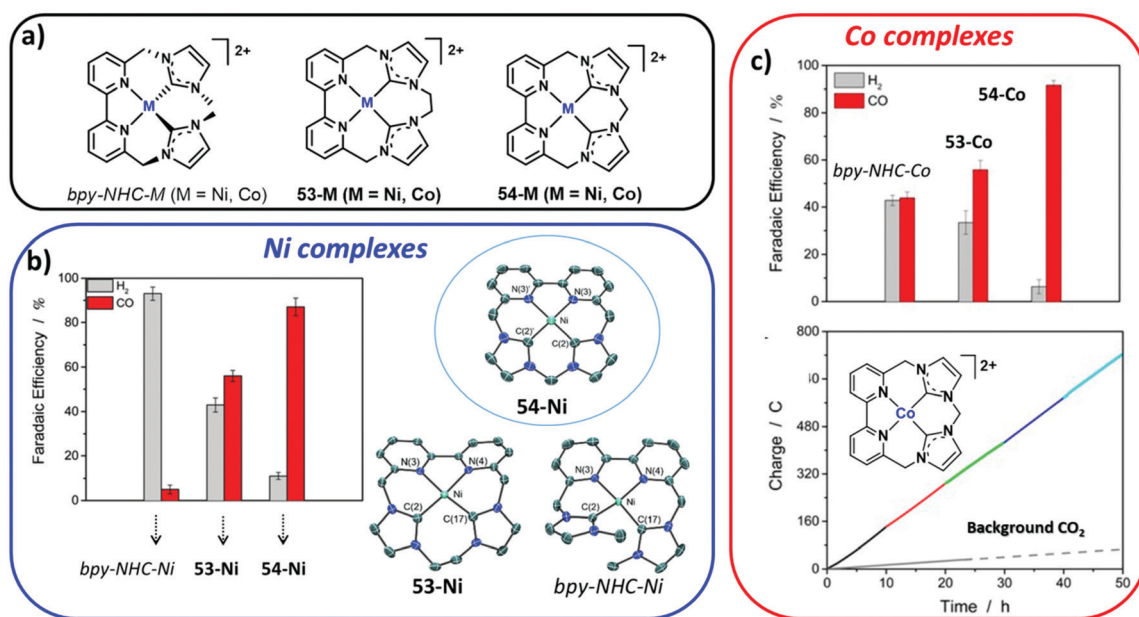 a)
2+
2+
2+
N
N
M
N
N
N
N
N
N
M
N
N
N
N
N
N
M
N
N
N
N
bpy-NHC-M (M = Ni, Co)
53-M (M = Ni, Co)
54-M (M = Ni, Co)
Ni complexes
b)
Faradaic Efficiency / %
100
80
60
40
20
0
H2
CO
bpy-NHC-Ni
53-Ni
54-Ni
N(3)'
N(3)
Ni
C(2)'
C(2)
54-Ni
N(3)
N(4)
Ni
C(2)
C(17)
53-Ni
N(3)
N(4)
Ni
C(2)
C(17)
bpy-NHC-Ni
Co complexes
c)
Faradaic Efficiency / %
100
80
60
40
20
0
H2
CO
bpy-NHC-Co
53-Co
54-Co
Charge / C
800
480
320
160
0
2+
N
N
Co
N
N
N
N
Background CO2
0
10
20
30
40
50
Time / h